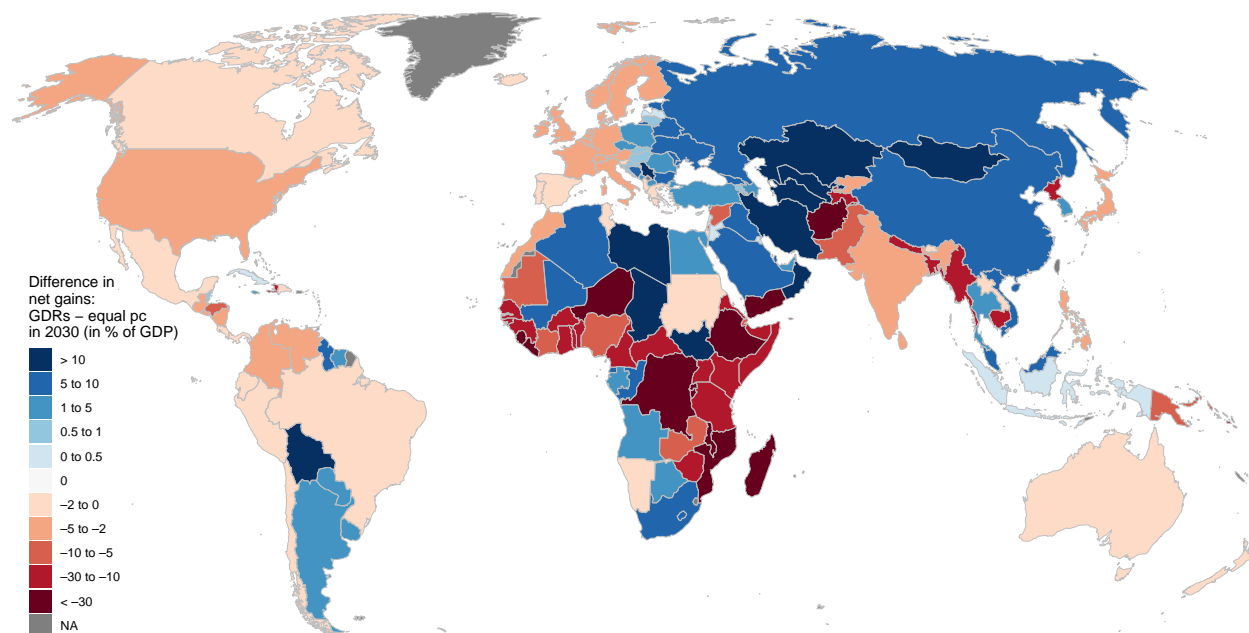 Difference in
net gains:
GDRs – equal pc
in 2030 (in % of GDP)
> 10
5 to 10
1 to 5
0.5 to 1
0 to 0.5
0
–2 to 0
–5 to –2
–10 to –5
–30 to –10
< –30
NA